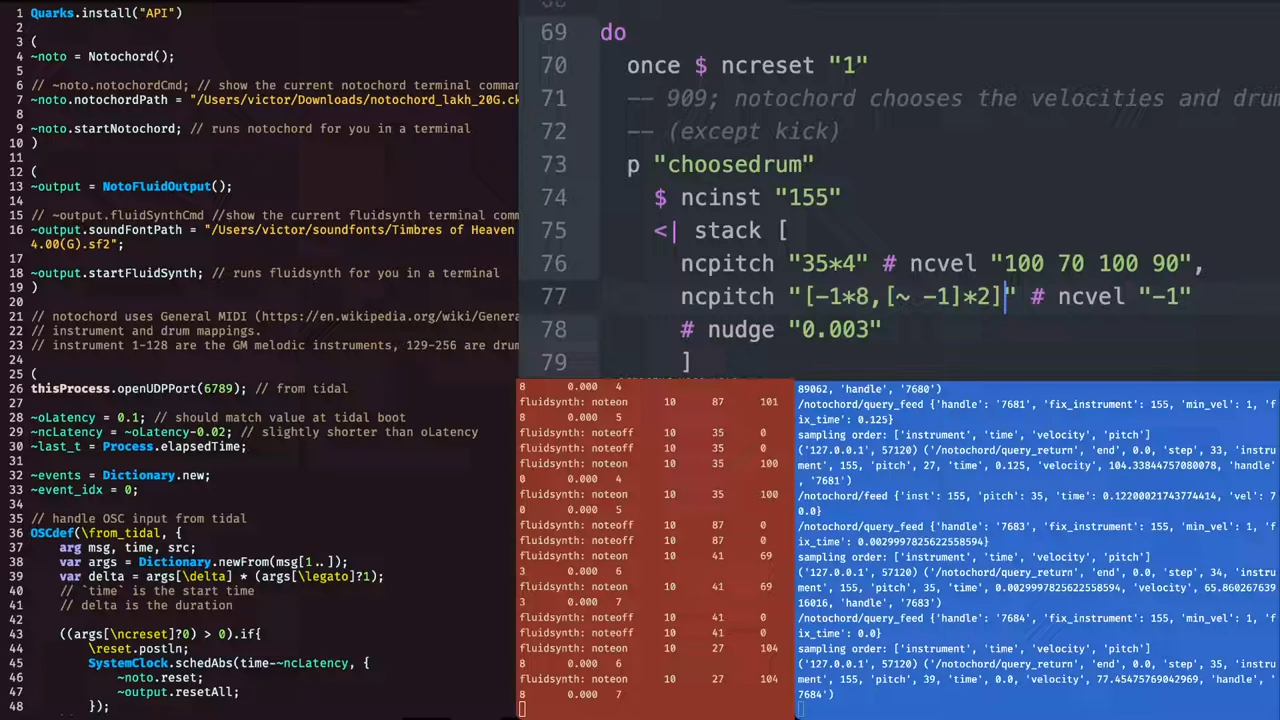 1 Quarks.install("API")
2
3 (
4 ~noto = Notochord();
5
6 // ~noto.notochordCmd; // show the current notochord terminal comman
7 ~noto.notochordPath = "/Users/victor/Downloads/notochord_lakh_20G.ck
8
9 ~noto.startNotochord; // runs notochord for you in a terminal
10 )
11
12 (
13 ~output = NotoFluidOutput();
14
15 // ~output.fluidSynthCmd //show the current fluidsynth terminal comm
16 ~output.soundFontPath = "/Users/victor/soundfonts/Timbres of Heaven
4.00(G).sf2";
17
18 ~output.startFluidSynth; // runs fluidsynth for you in a terminal
19 )
20
21 // notochord uses General MIDI (https://en.wikipedia.org/wiki/Genera
22 // instrument and drum mappings.
23 // instrument 1-128 are the GM melodic instruments, 129-256 are drum
24
25 (
26 thisProcess.openUDPPort(6789); // from tidal
27
28 ~oLatency = 0.1; // should match value at tidal boot
29 ~ncLatency = ~oLatency-0.02; // slightly shorter than oLatency
30 ~last_t = Process.elapsedTime;
31
32 ~events = Dictionary.new;
33 ~event_idx = 0;
34
35 // handle OSC input from tidal
36 OSCdef(\from_tidal, {
37 arg msg, time, src;
38 var args = Dictionary.newFrom(msg[1..]);
39 var delta = args[\delta] * (args[\legato]?1);
40 // `time` is the start time
41 // delta is the duration
42
43 ((args[\ncreset]?0) > 0).if{
44 \reset.postln;
45 SystemClock.schedAbs(time-~ncLatency, {
46 ~noto.reset;
47 ~output.resetAll;
48 });
69 do
70 once $ ncreset "1"
71 -- 909; notochord chooses the velocities and drum
72 -- (except kick)
73 p "choosedrum"
74 $ ncinst "155"
75 <| stack [
76 ncpitch "35*4" # ncvel "100 70 100 90",
77 ncpitch "[-1*8,[~ -1]*2]" # ncvel "-1"
78 # nudge "0.003"
79 ]
8 0.000 4
fluidsynth: noteon 10 87 101
8 0.000 5
fluidsynth: noteoff 10 35 0
fluidsynth: noteoff 10 35 0
fluidsynth: noteon 10 35 100
0 0.000 4
fluidsynth: noteon 10 35 100
0 0.000 5
fluidsynth: noteoff 10 87 0
fluidsynth: noteoff 10 87 0
fluidsynth: noteon 10 41 69
3 0.000 6
fluidsynth: noteon 10 41 69
3 0.000 7
fluidsynth: noteoff 10 41 0
fluidsynth: noteoff 10 41 0
fluidsynth: noteon 10 27 104
8 0.000 6
fluidsynth: noteon 10 27 104
8 0.000 7
89062, 'handle', '7680')
/notochord/query_feed {'handle': '7681', 'fix_instrument': 155, 'min_vel': 1, 'f
ix_time': 0.125}
sampling order: ['instrument', 'time', 'velocity', 'pitch']
('127.0.0.1', 57120) ('/notochord/query_return', 'end', 0.0, 'step', 33, 'instru
ment', 155, 'pitch', 27, 'time', 0.125, 'velocity', 104.33844757080078, 'handle'
, '7681')
/notochord/feed {'inst': 155, 'pitch': 35, 'time': 0.12200021743774414, 'vel': 7
0.0}
/notochord/query_feed {'handle': '7683', 'fix_instrument': 155, 'min_vel': 1, 'f
ix_time': 0.0029997825622558594}
sampling order: ['instrument', 'time', 'velocity', 'pitch']
('127.0.0.1', 57120) ('/notochord/query_return', 'end', 0.0, 'step', 34, 'instru
ment', 155, 'pitch', 35, 'time', 0.0029997825622558594, 'velocity', 65.860267639
16016, 'handle', '7683')
/notochord/query_feed {'handle': '7684', 'fix_instrument': 155, 'min_vel': 1, 'f
ix_time': 0.0}
sampling order: ['instrument', 'time', 'velocity', 'pitch']
('127.0.0.1', 57120) ('/notochord/query_return', 'end', 0.0, 'step', 35, 'instru
ment', 155, 'pitch', 39, 'time', 0.0, 'velocity', 77.45475769042969, 'handle', '
7684')